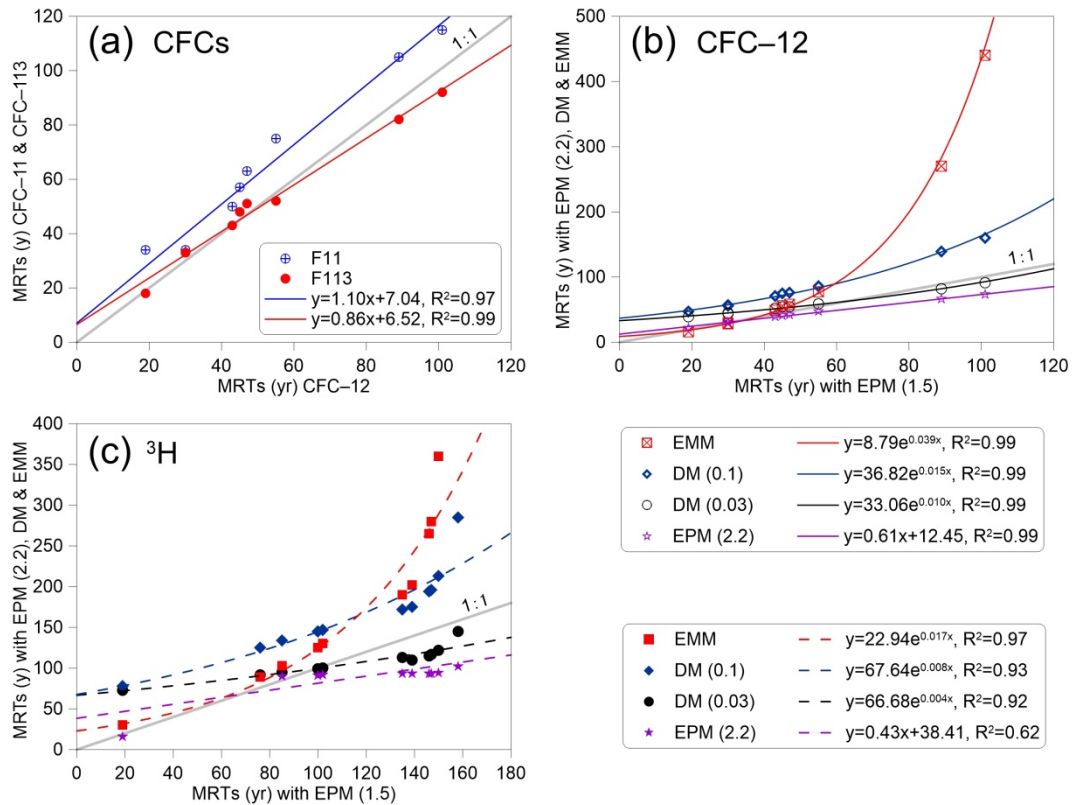 (a) CFCs
MRTs (y) CFC–11 & CFC–113
120
100
80
60
40
20
0
1:1
F11
F113
y=1.10x+7.04, R²=0.97
y=0.86x+6.52, R²=0.99
0 20 40 60 80 100 120
MRTs (yr) CFC–12
(b) CFC–12
MRTs (y) with EPM (2.2), DM & EMM
500
400
300
200
100
0
1:1
0 20 40 60 80 100 120
MRTs (yr) with EPM (1.5)
EMM y=8.79e^0.039x, R²=0.99
DM (0.1) y=36.82e^0.015x, R²=0.99
DM (0.03) y=33.06e^0.010x, R²=0.99
EPM (2.2) y=0.61x+12.45, R²=0.99
(c) ³H
MRTs (y) with EPM (2.2), DM & EMM
400
350
300
250
200
150
100
50
0
1:1
0 20 40 60 80 100 120 140 160 180
MRTs (yr) with EPM (1.5)
EMM y=22.94e^0.017x, R²=0.97
DM (0.1) y=67.64e^0.008x, R²=0.93
DM (0.03) y=66.68e^0.004x, R²=0.92
EPM (2.2) y=0.43x+38.41, R²=0.62